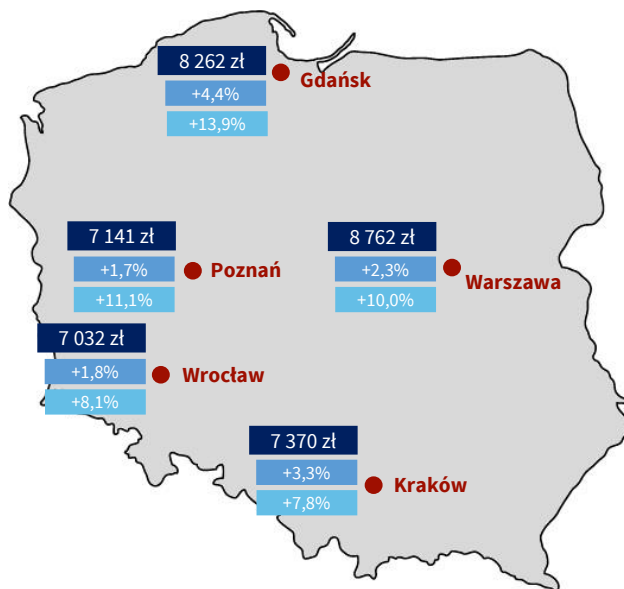 8 262 zł
+4,4%
+13,9%
Gdańsk
7 141 zł
+1,7%
+11,1%
Poznań
8 762 zł
+2,3%
+10,0%
Warszawa
7 032 zł
+1,8%
+8,1%
Wrocław
7 370 zł
+3,3%
+7,8%
Kraków